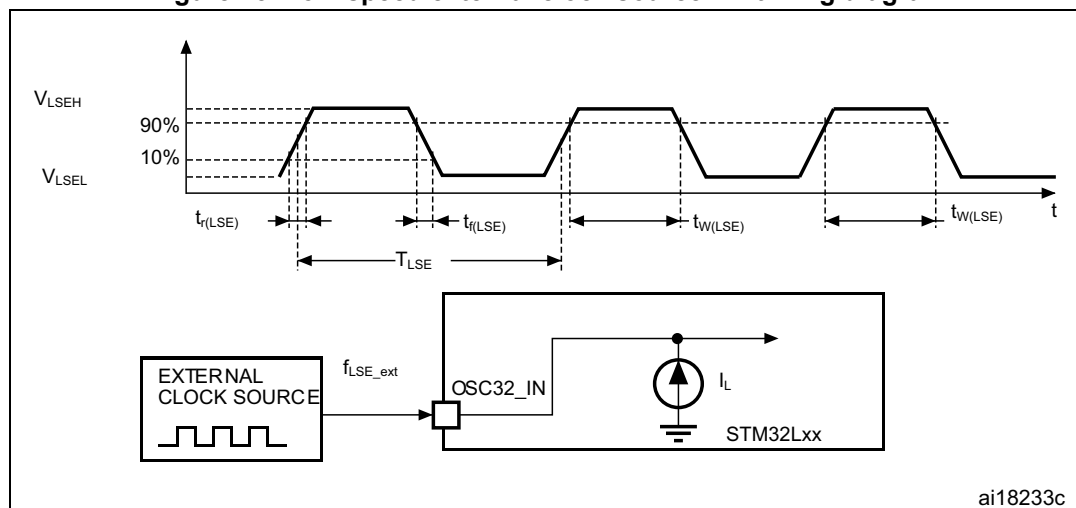 V_LSEH
90%
10%
V_LSEL
t_r(LSE)
t_f(LSE)
t_W(LSE)
t_W(LSE)
t
T_LSE
EXTERNAL
CLOCK SOURCE
f_LSE_ext
OSC32_IN
I_L
STM32Lxx
ai18233c